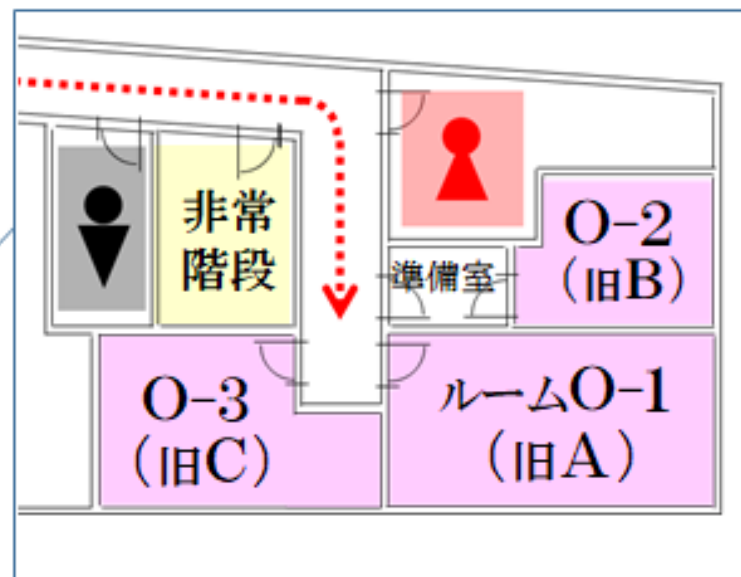 非常
階段
準備室
O-2
（旧B）
O-3
（旧C）
ルームO-1
（旧A）